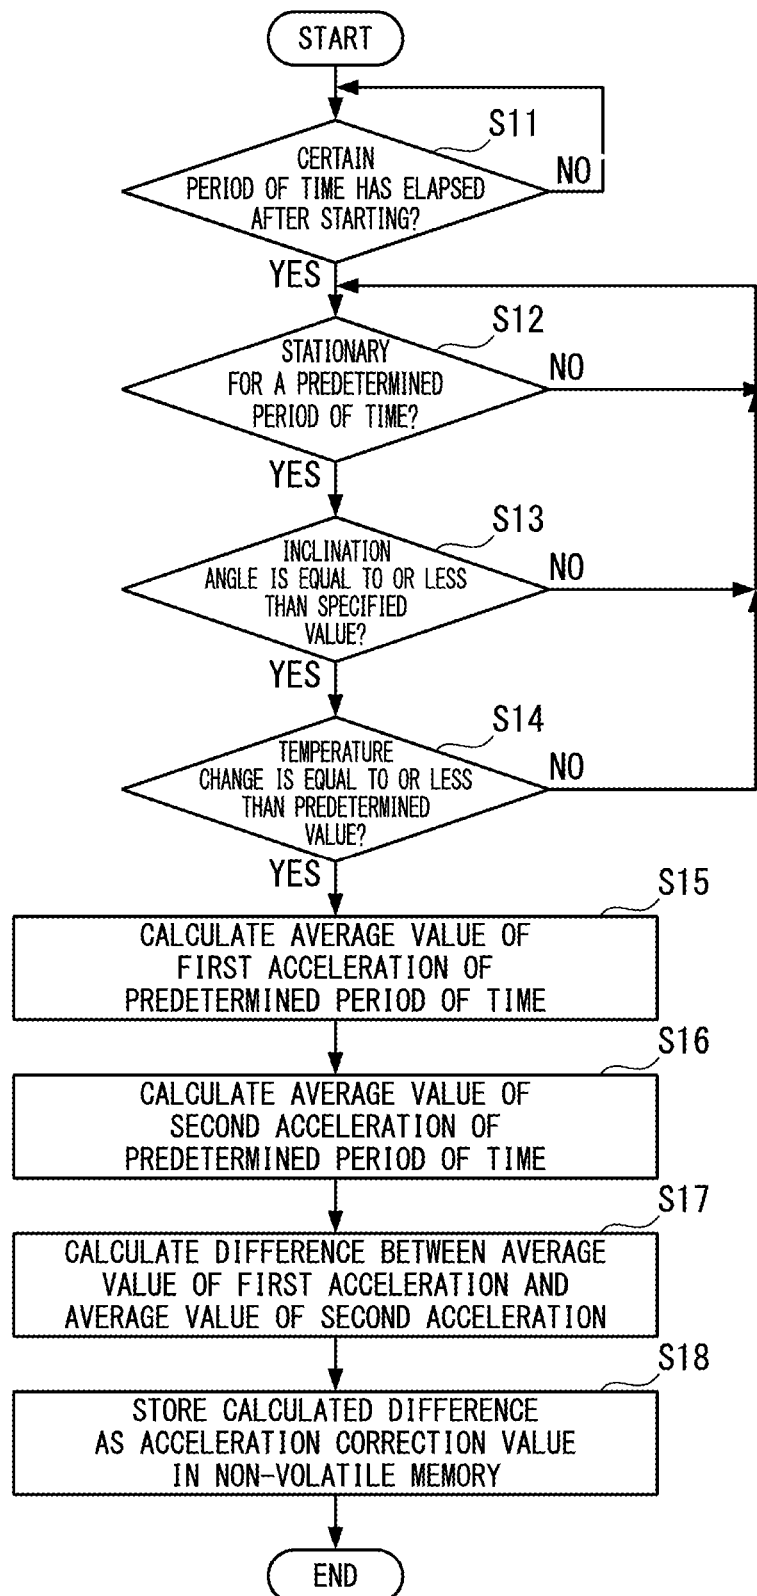 START
S11
CERTAIN
PERIOD OF TIME HAS ELAPSED
AFTER STARTING?
NO
YES
S12
STATIONARY
FOR A PREDETERMINED
PERIOD OF TIME?
NO
YES
S13
INCLINATION
ANGLE IS EQUAL TO OR LESS
THAN SPECIFIED
VALUE?
NO
YES
S14
TEMPERATURE
CHANGE IS EQUAL TO OR LESS
THAN PREDETERMINED
VALUE?
NO
YES
S15
CALCULATE AVERAGE VALUE OF
FIRST ACCELERATION OF
PREDETERMINED PERIOD OF TIME
S16
CALCULATE AVERAGE VALUE OF
SECOND ACCELERATION OF
PREDETERMINED PERIOD OF TIME
S17
CALCULATE DIFFERENCE BETWEEN AVERAGE
VALUE OF FIRST ACCELERATION AND
AVERAGE VALUE OF SECOND ACCELERATION
S18
STORE CALCULATED DIFFERENCE
AS ACCELERATION CORRECTION VALUE
IN NON-VOLATILE MEMORY
END